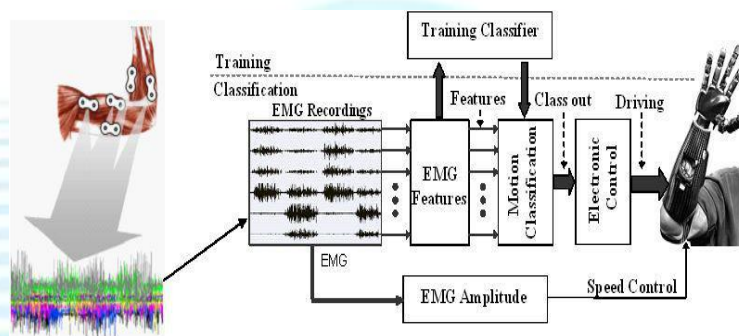 Training Classifier
Training
Classification
EMG Recordings
Features
Class out
Driving
EMG
Features
Motion
Classification
Electronic
Control
EMG
EMG Amplitude
Speed Control